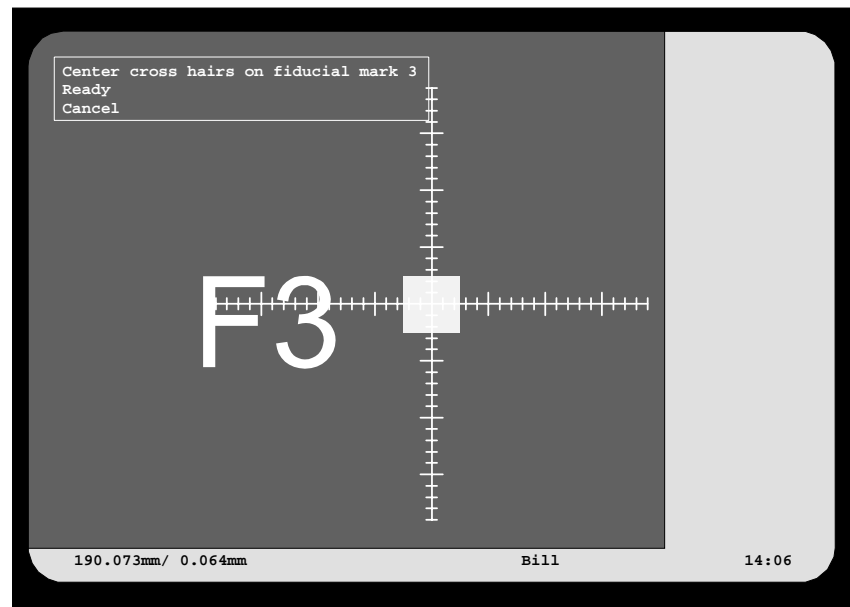 Center cross hairs on fiducial mark 3
Ready
Cancel
F3
190.073mm/ 0.064mm Bill 14:06